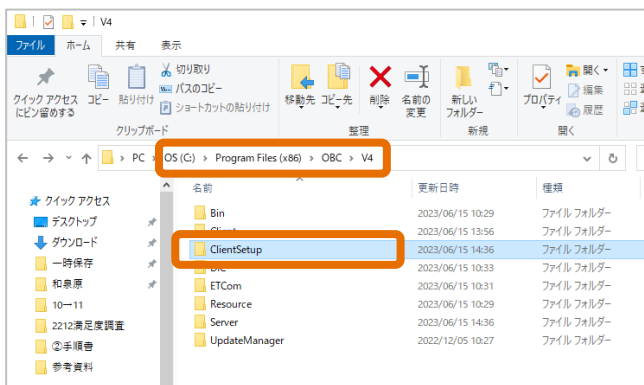 V4
ファイル ホーム 共有 表示
クイック アクセス
にピン留めする
コピー 貼り付け
切り取り
パスのコピー
ショートカットの貼り付け
クリップボード
移動先 コピー先 削除 名前の
変更
整理
新しい
フォルダー
新規
プロパティ
開く
編集
履歴
開く
PC › OS (C:) › Program Files (x86) › OBC › V4
名前 更新日時 種類
クイック アクセス
デスクトップ
ダウンロード
一時保存
和泉原
10→11
2212満足度調査
②手順書
参考資料
Bin 2023/06/15 10:29 ファイル フォルダー
Client 2023/06/15 13:56 ファイル フォルダー
ClientSetup 2023/06/15 14:36 ファイル フォルダー
DIC 2023/06/15 10:33 ファイル フォルダー
ETCom 2023/06/15 10:31 ファイル フォルダー
Resource 2023/06/15 10:29 ファイル フォルダー
Server 2023/06/15 14:36 ファイル フォルダー
UpdateManager 2022/12/05 10:27 ファイル フォルダー